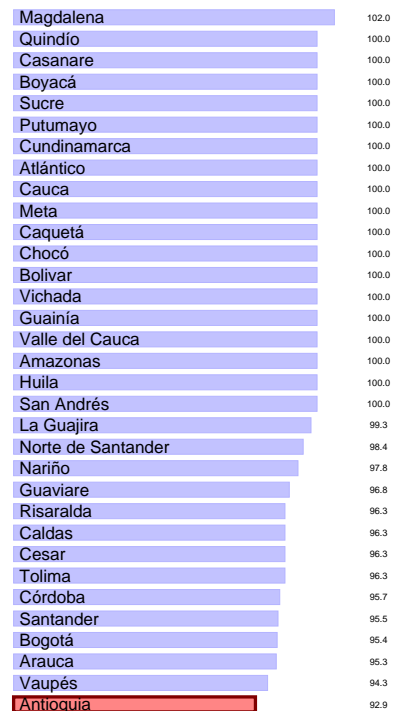 Magdalena 102.0
Quindío 100.0
Casanare 100.0
Boyacá 100.0
Sucre 100.0
Putumayo 100.0
Cundinamarca 100.0
Atlántico 100.0
Cauca 100.0
Meta 100.0
Caquetá 100.0
Chocó 100.0
Bolivar 100.0
Vichada 100.0
Guainía 100.0
Valle del Cauca 100.0
Amazonas 100.0
Huila 100.0
San Andrés 100.0
La Guajira 99.3
Norte de Santander 98.4
Nariño 97.8
Guaviare 96.8
Risaralda 96.3
Caldas 96.3
Cesar 96.3
Tolima 96.3
Córdoba 95.7
Santander 95.5
Bogotá 95.4
Arauca 95.3
Vaupés 94.3
Antioquia 92.9